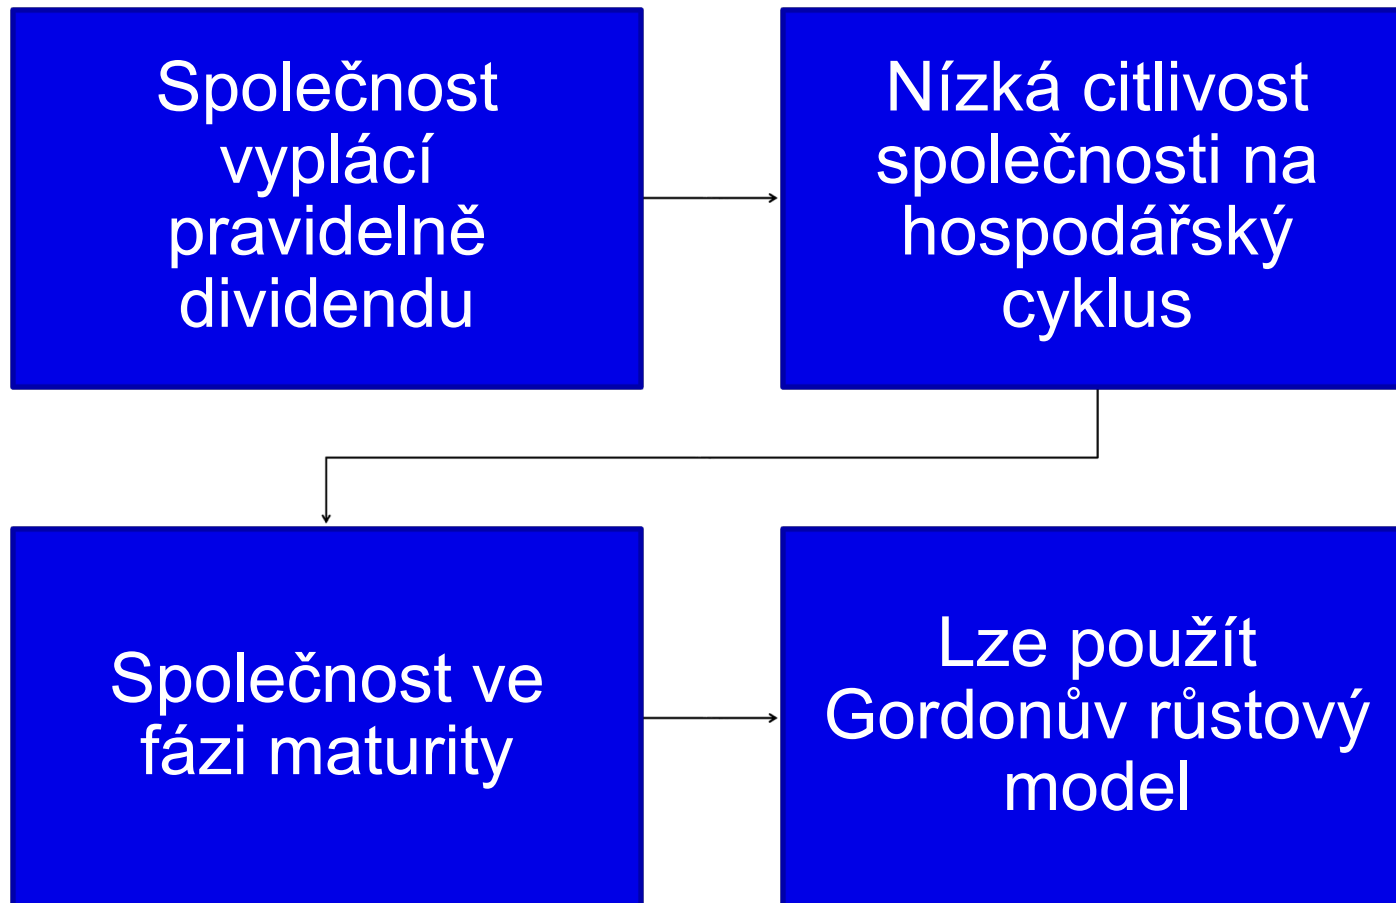 Společnost
vyplácí
pravidelně
dividendu
Nízká citlivost
společnosti na
hospodářský
cyklus
Společnost ve
fázi maturity
Lze použít
Gordonův růstový
model